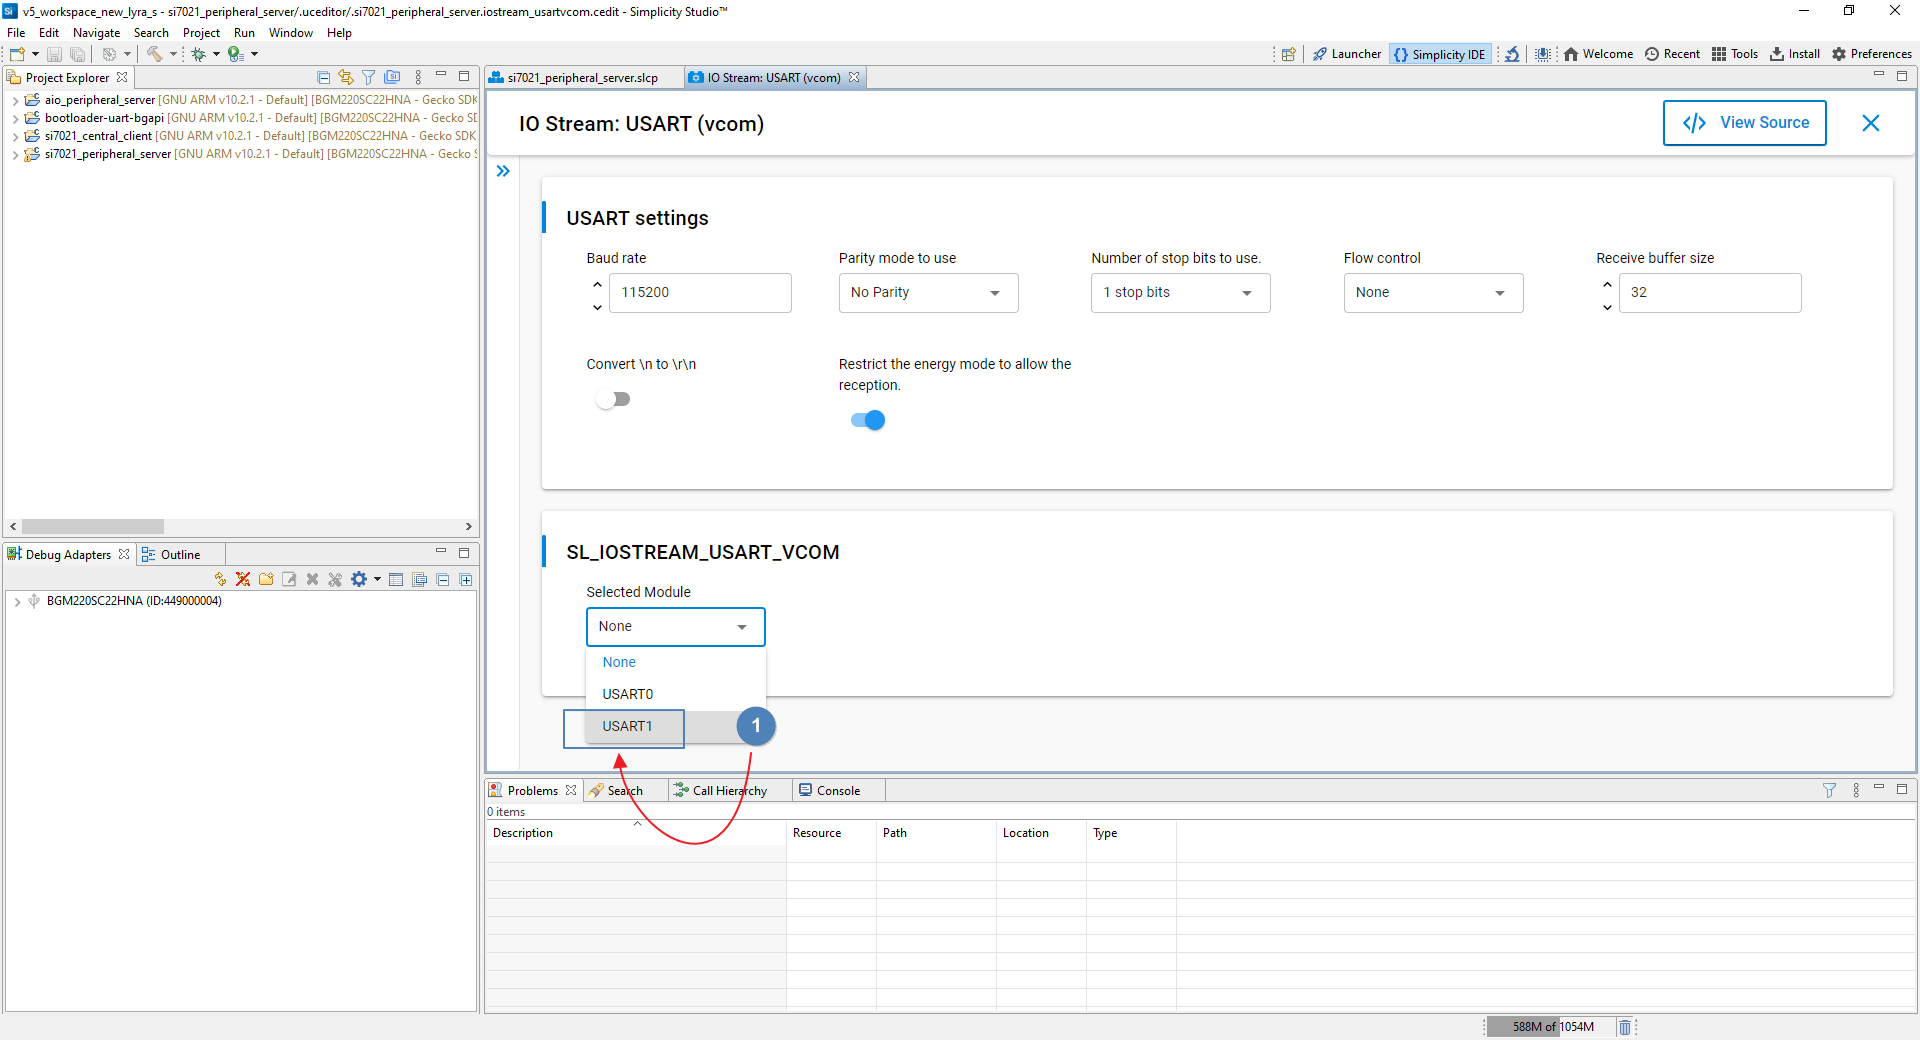 v5_workspace_new_lyra_s - si7021_peripheral_server/.uceditor/.si7021_peripheral_server.iostream_usartvcom.cedit - Simplicity Studio™
File Edit Navigate Search Project Run Window Help
Launcher Simplicity IDE Welcome Recent Tools Install Preferences
Project Explorer
aio_peripheral_server [GNU ARM v10.2.1 - Default] [BGM220SC22HNA - Gecko SDK
bootloader-uart-bgapi [GNU ARM v10.2.1 - Default] [BGM220SC22HNA - Gecko SD
si7021_central_client [GNU ARM v10.2.1 - Default] [BGM220SC22HNA - Gecko SDK
si7021_peripheral_server [GNU ARM v10.2.1 - Default] [BGM220SC22HNA - Gecko S
Debug Adapters Outline
BGM220SC22HNA (ID:449000004)
si7021_peripheral_server.slcp IO Stream: USART (vcom)
IO Stream: USART (vcom)
View Source
USART settings
Baud rate Parity mode to use Number of stop bits to use. Flow control Receive buffer size
115200 No Parity 1 stop bits None 32
Convert \n to \r\n
Restrict the energy mode to allow the
reception.
SL_IOSTREAM_USART_VCOM
Selected Module
None
None
USART0
USART1
1
Problems Search Call Hierarchy Console
0 items
Description Resource Path Location Type
588M of 1054M